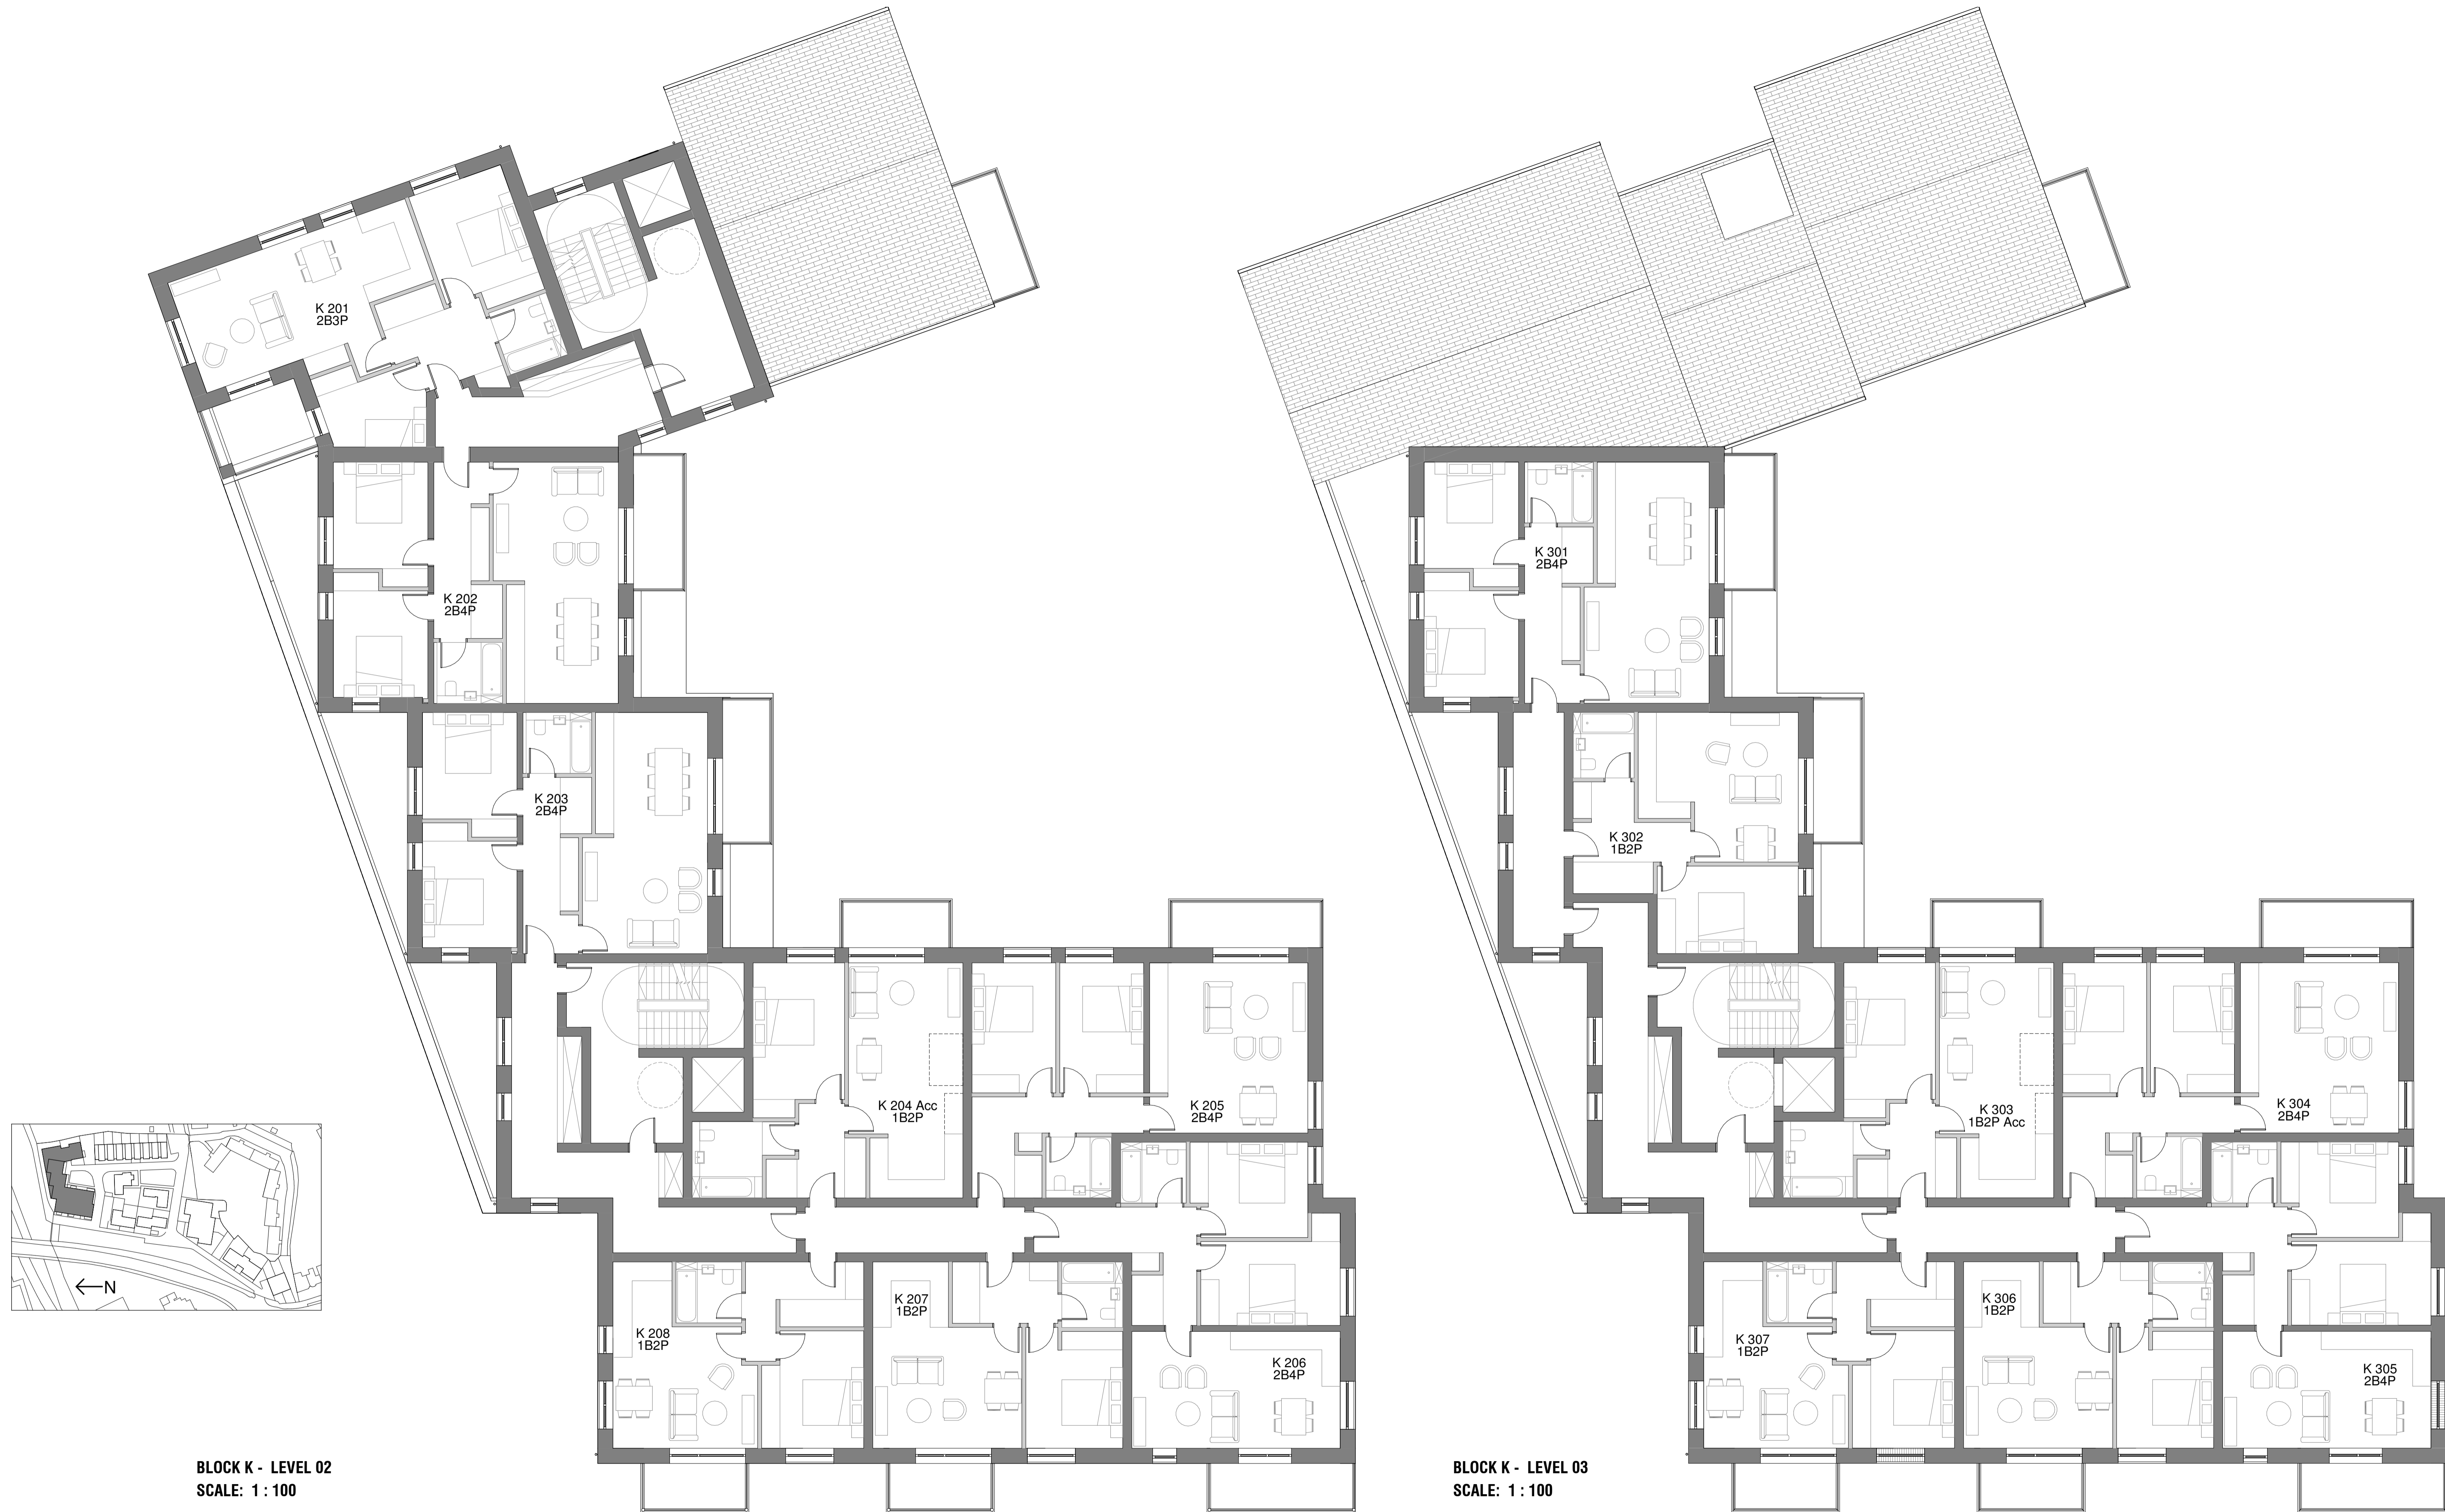 K 201
2B3P
K 202
2B4P
K 203
2B4P
K 204 Acc
1B2P
K 205
2B4P
K 206
2B4P
K 207
1B2P
K 208
1B2P
N
BLOCK K - LEVEL 02
SCALE: 1 : 100
K 301
2B4P
K 302
1B2P
K 303
1B2P Acc
K 304
2B4P
K 305
2B4P
K 306
1B2P
K 307
1B2P
BLOCK K - LEVEL 03
SCALE: 1 : 100